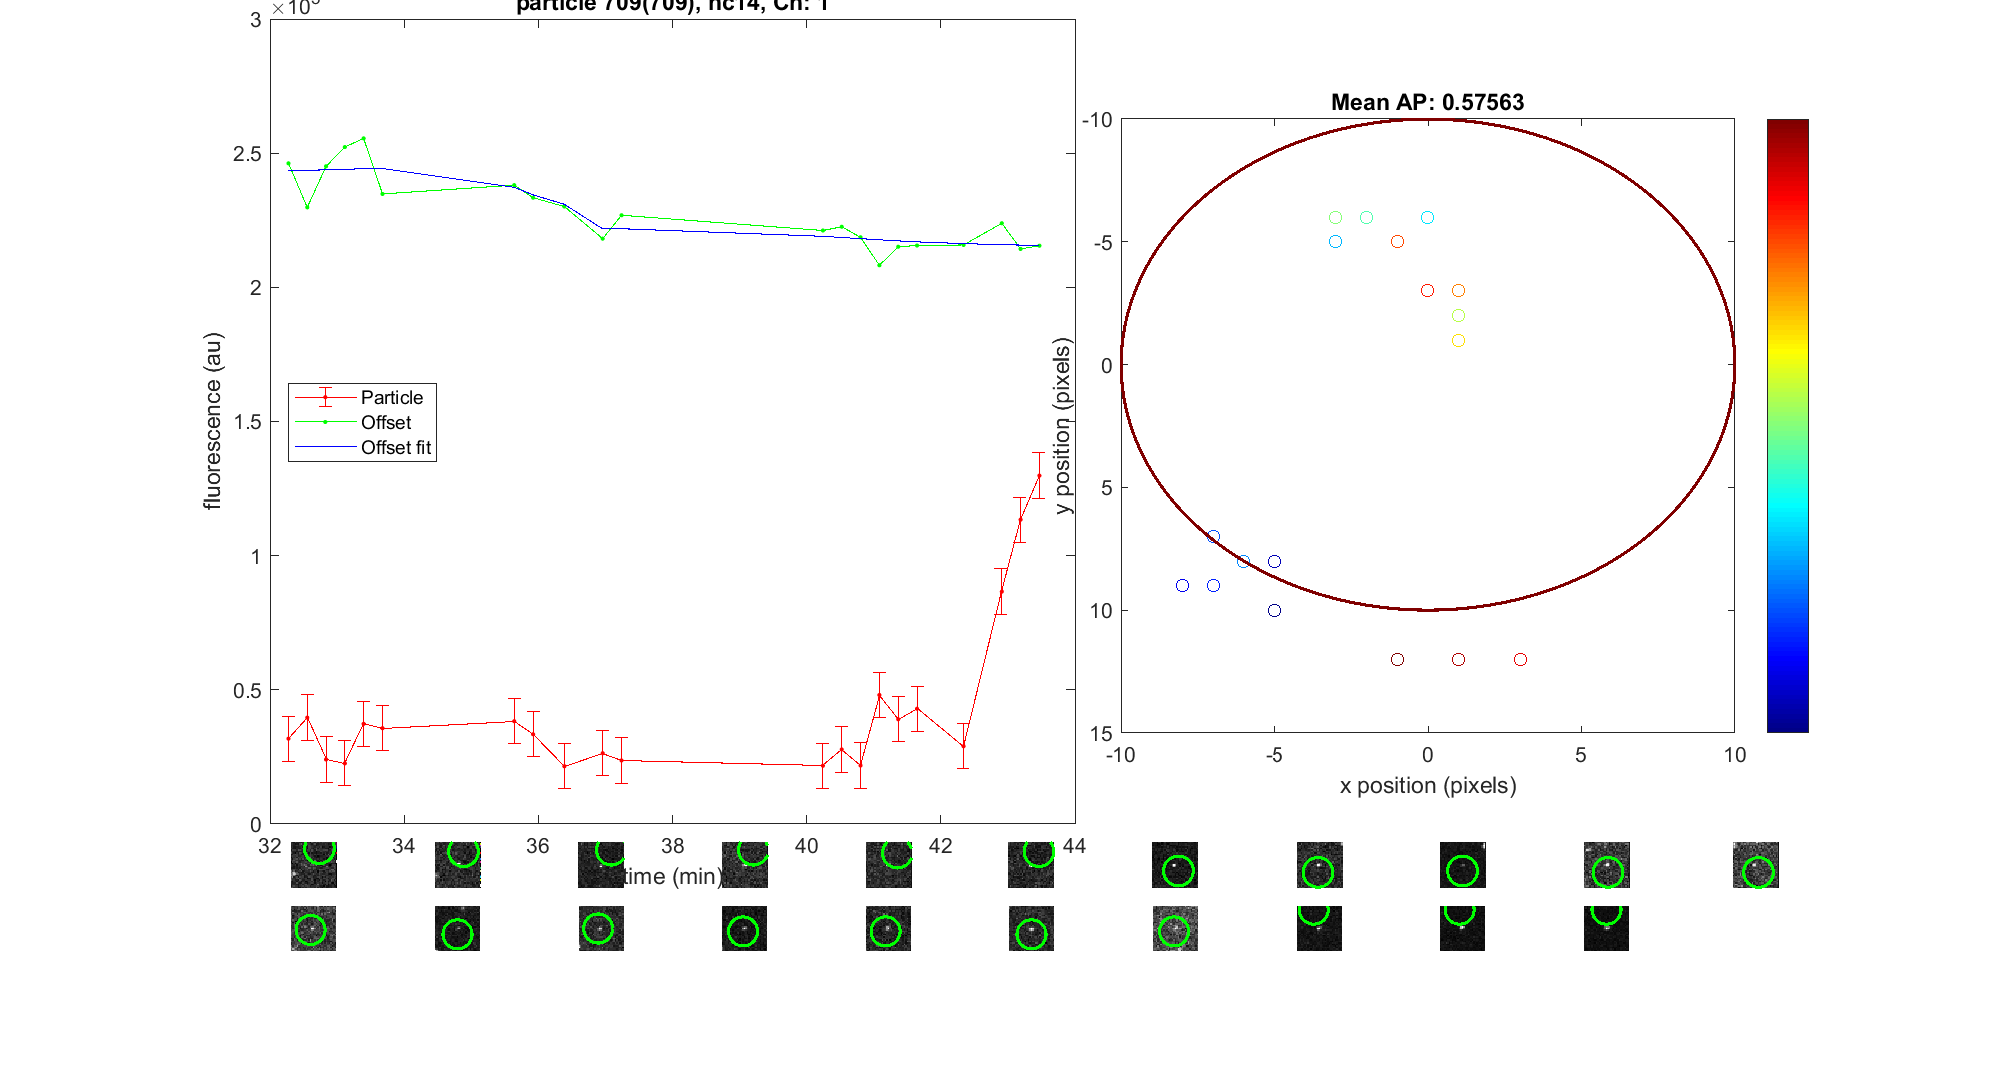 particle 709(709), nc14, Ch: 1
3
2.5
2
1.5
1
0.5
0
fluorescence (au)
Particle
Offset
Offset fit
32
34
36
38
40
42
44
time (min)
Mean AP: 0.57563
-10
-5
0
5
10
15
y position (pixels)
-10
-5
0
5
10
x position (pixels)